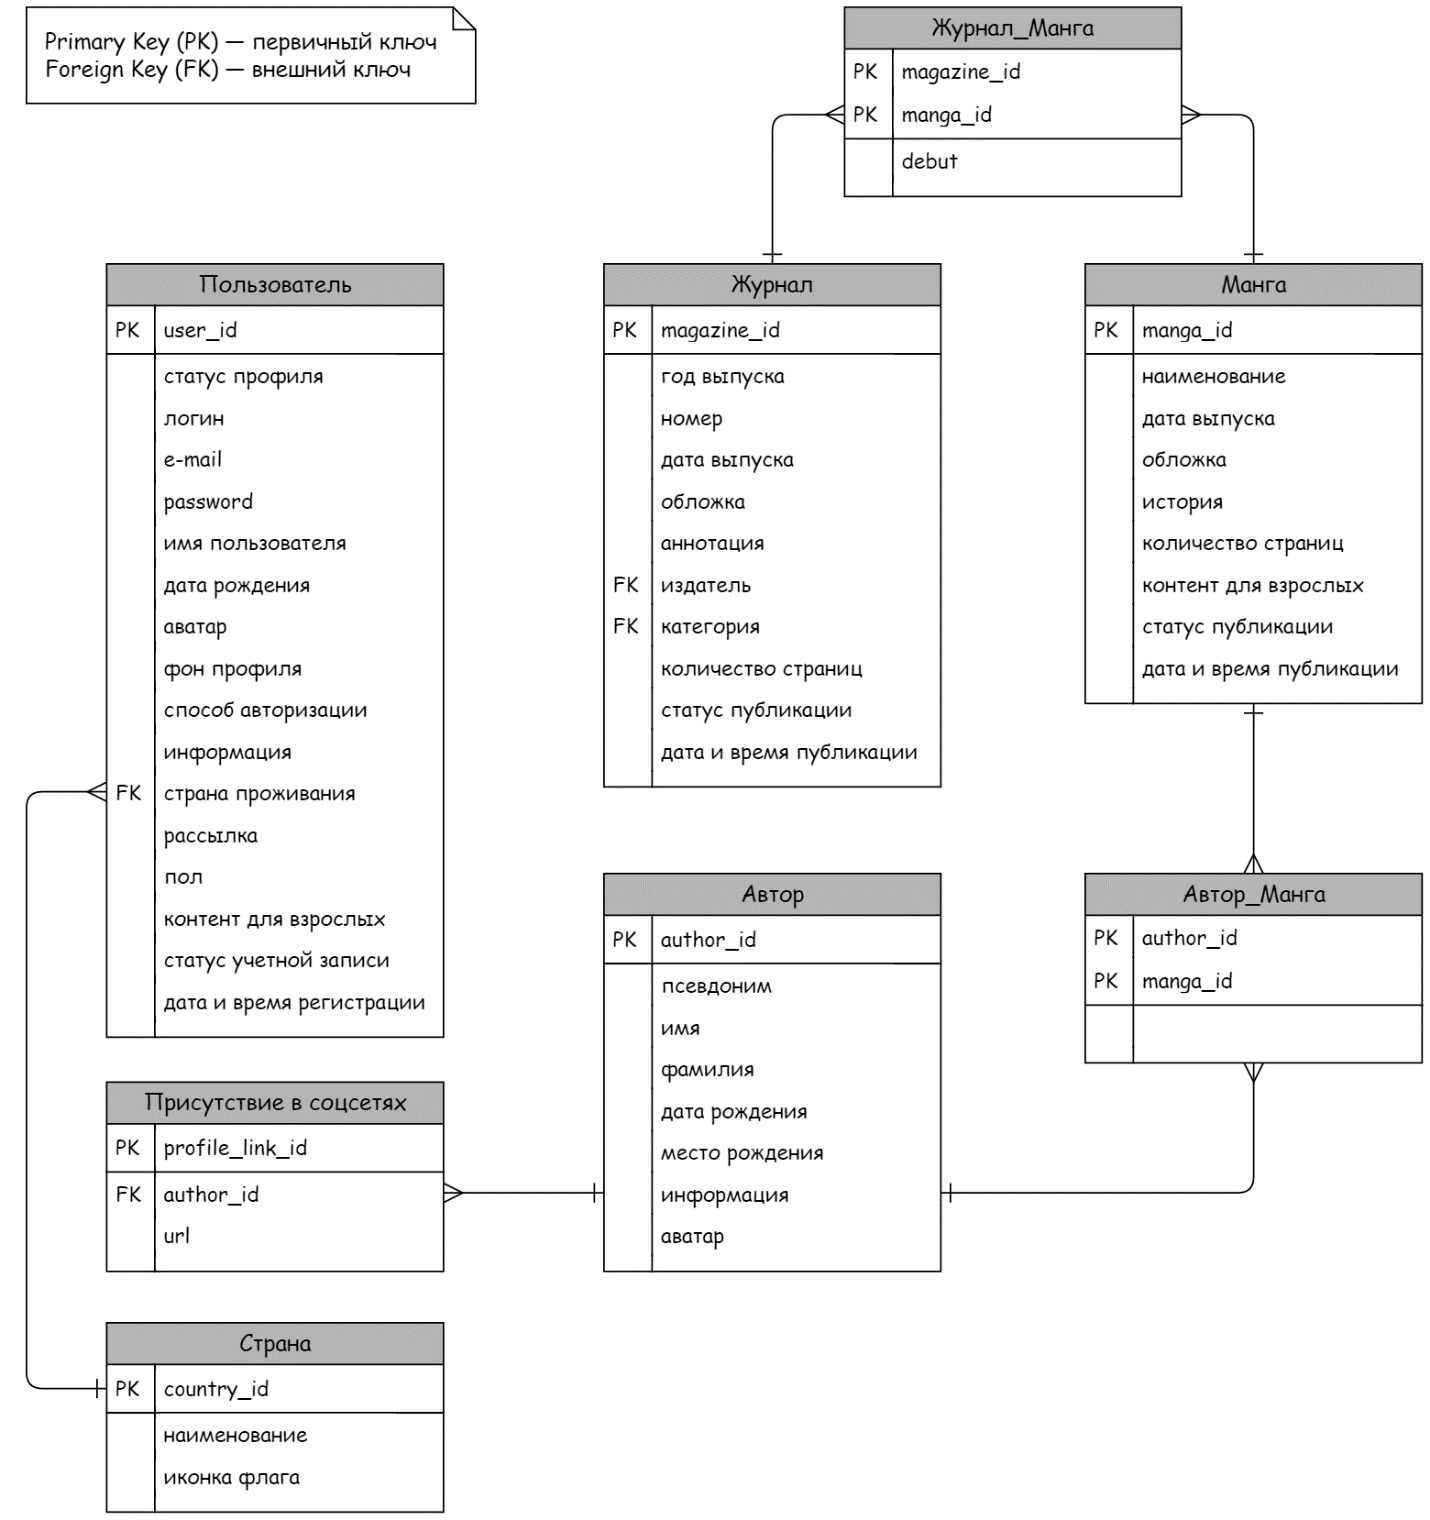 Primary Key (PK) — первичный ключ
Foreign Key (FK) — внешний ключ
Журнал_Манга
PK magazine_id
PK manga_id
debut
Пользователь
PK user_id
статус профиля
логин
e-mail
password
имя пользователя
дата рождения
аватар
фон профиля
способ авторизации
информация
FK страна проживания
рассылка
пол
контент для взрослых
статус учетной записи
дата и время регистрации
Журнал
PK magazine_id
год выпуска
номер
дата выпуска
обложка
аннотация
FK издатель
FK категория
количество страниц
статус публикации
дата и время публикации
Манга
PK manga_id
наименование
дата выпуска
обложка
история
количество страниц
контент для взрослых
статус публикации
дата и время публикации
Автор
PK author_id
псевдоним
имя
фамилия
дата рождения
место рождения
информация
аватар
Автор_Манга
PK author_id
PK manga_id
Присутствие в соцсетях
PK profile_link_id
FK author_id
url
Страна
PK country_id
наименование
иконка флага